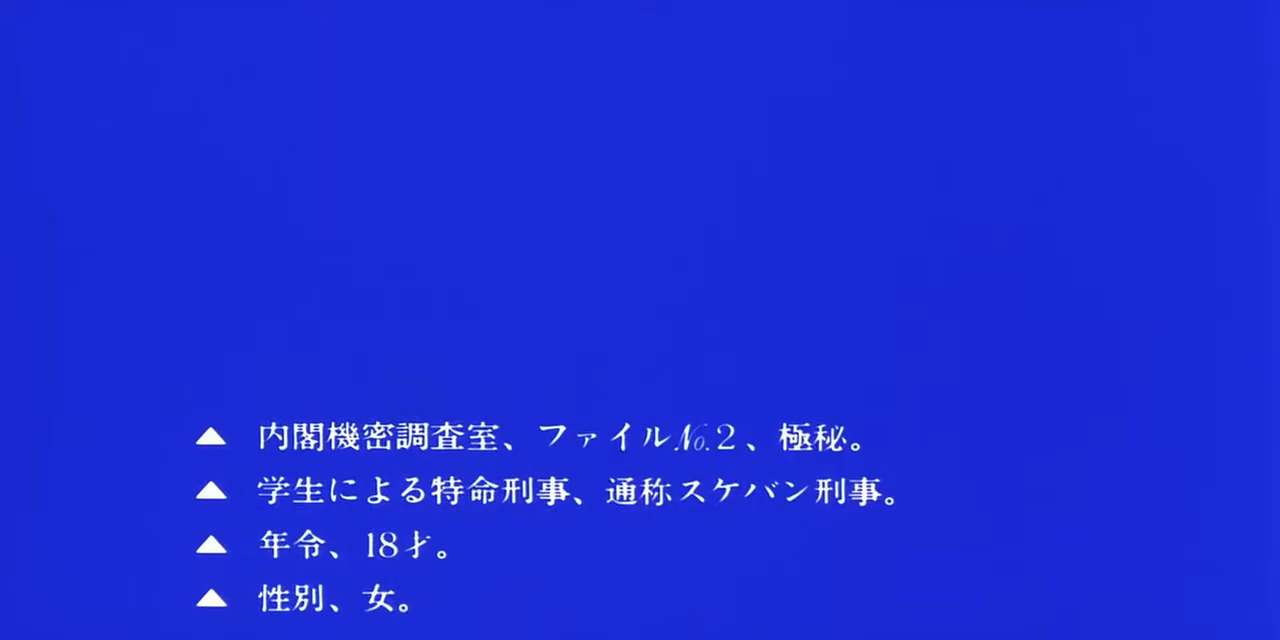 ▲ 内閣機密調査室、ファイル№2、極秘。
▲ 学生による特命刑事、通称スケバン刑事。
▲ 年令、18才。
▲ 性別、女。